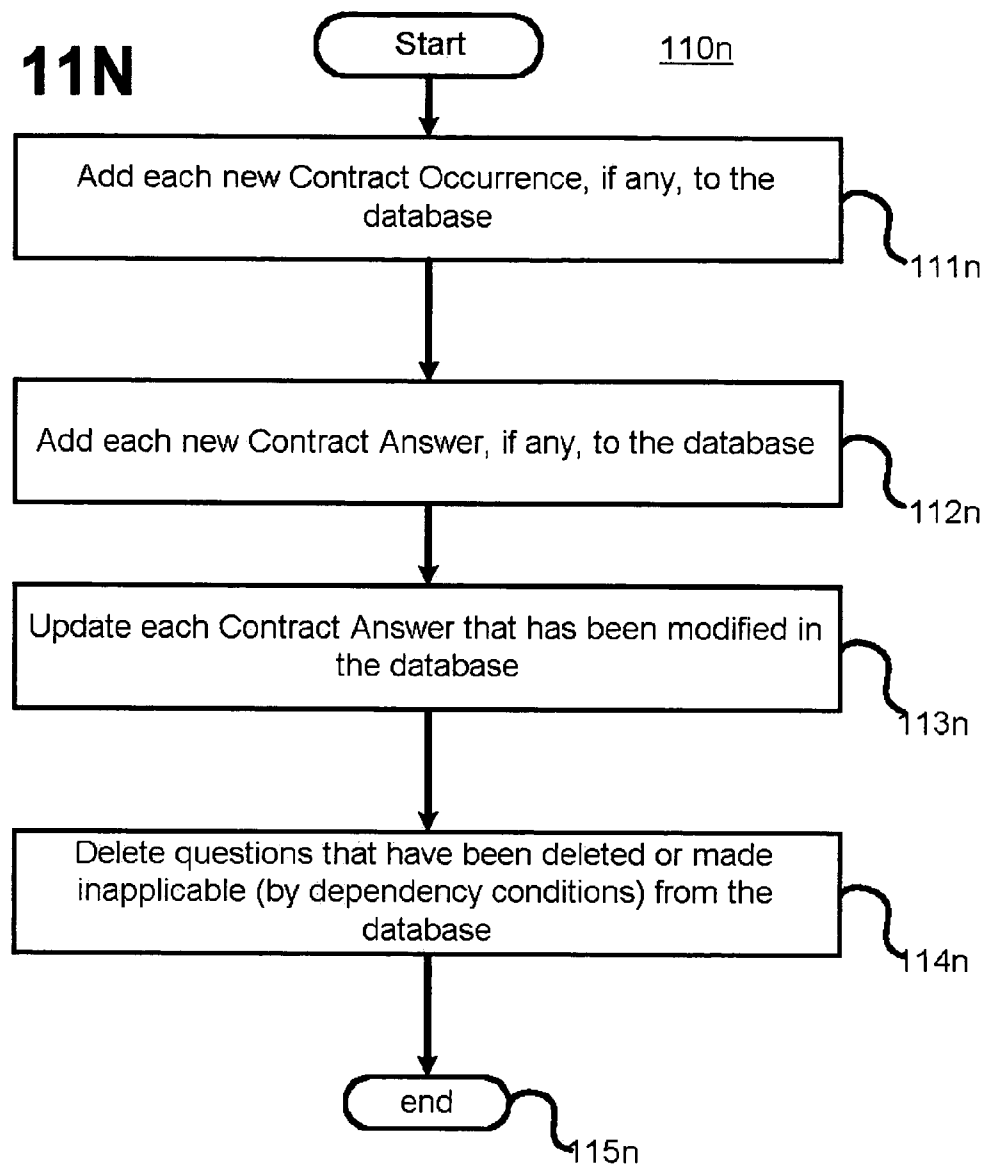 11N
Start
110n
Add each new Contract Occurrence, if any, to the
database
111n
Add each new Contract Answer, if any, to the database
112n
Update each Contract Answer that has been modified in
the database
113n
Delete questions that have been deleted or made
inapplicable (by dependency conditions) from the
database
114n
end
115n